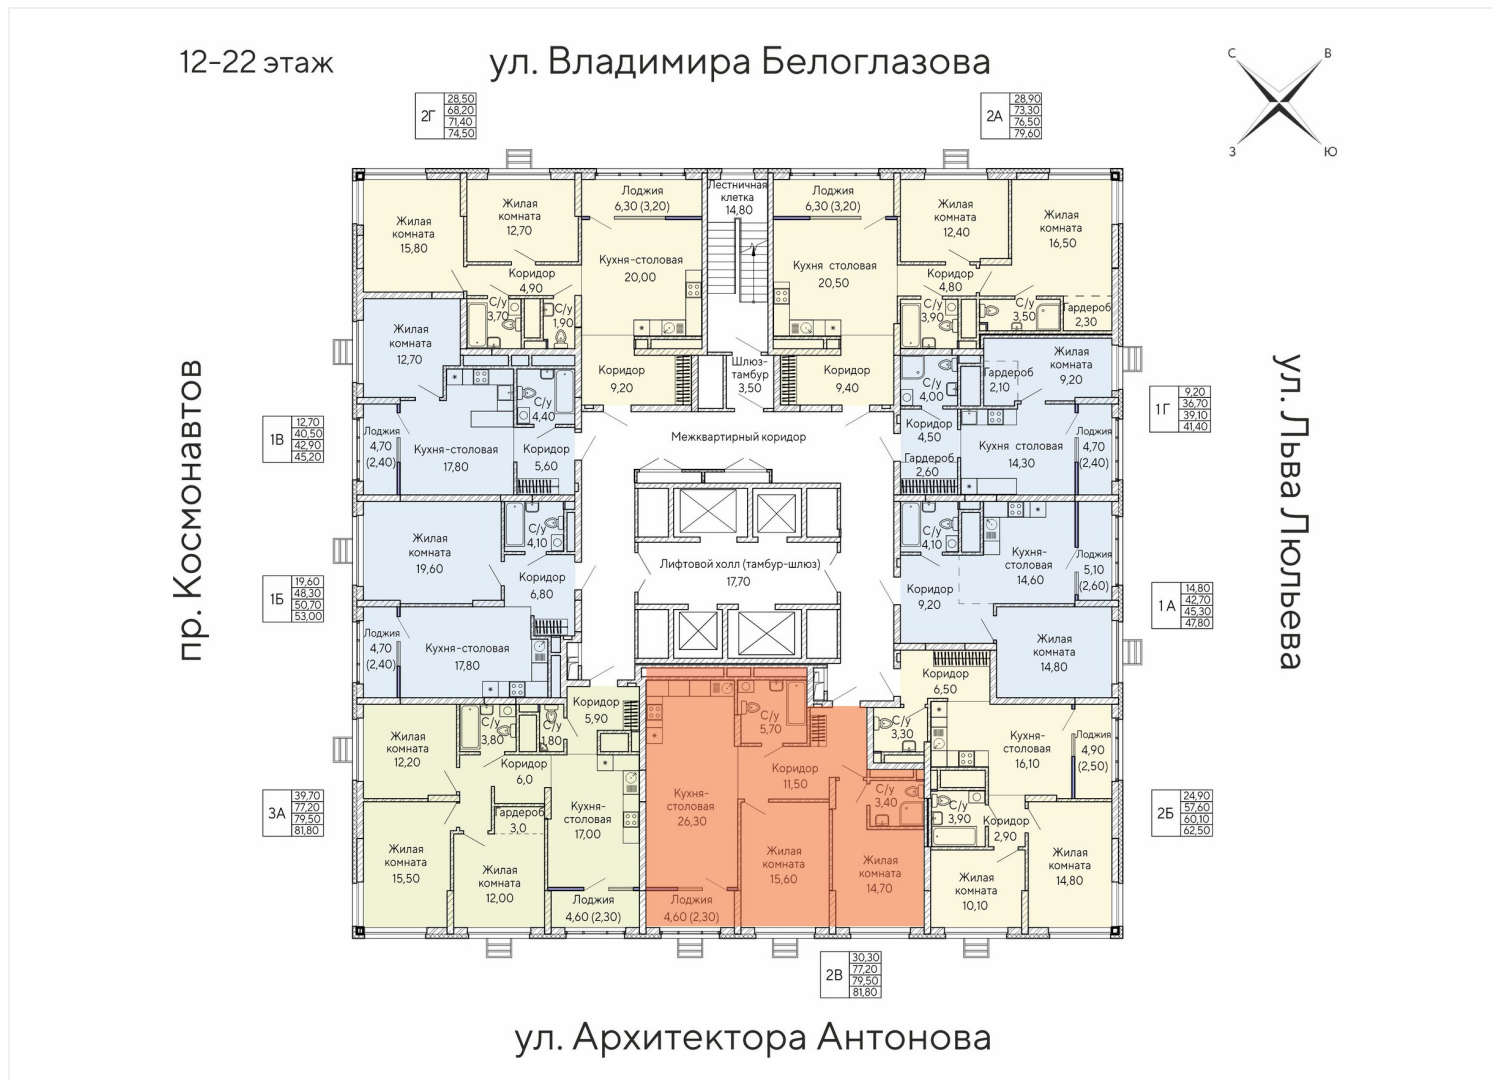 12-22 этаж
ул. Владимира Белоглазова
С
В
З
Ю
2Г
28,50
68,20
71,40
74,50
2А
28,90
73,30
76,50
79,60
Жилая
комната
15,80
Жилая
комната
12,70
Лоджия
6,30 (3,20)
Лестничная
клетка
14,80
Лоджия
6,30 (3,20)
Жилая
комната
12,40
Жилая
комната
16,50
Кухня-столовая
20,00
Кухня столовая
20,50
Коридор
4,90
Коридор
4,80
С/у
3,70
С/у
1,90
С/у
3,90
С/у
3,50
Гардероб
2,30
Жилая
комната
12,70
Коридор
9,20
Шлюз-
тамбур
3,50
Коридор
9,40
С/у
4,00
Гардероб
2,10
Жилая
комната
9,20
С/у
4,40
1В
12,70
40,50
42,90
45,20
Лоджия
4,70
(2,40)
Кухня-столовая
17,80
Коридор
5,60
Межквартирный коридор
Коридор
4,50
Гардероб
2,60
Кухня столовая
14,30
Лоджия
4,70
(2,40)
1Г
9,20
36,70
39,10
41,40
пр. Космонавтов
ул. Льва Люльева
Жилая
комната
19,60
С/у
4,10
Коридор
6,80
Лифтовой холл (тамбур-шлюз)
17,70
С/у
4,10
Коридор
9,20
Кухня-
столовая
14,60
Лоджия
5,10
(2,60)
1Б
19,60
48,30
50,70
53,00
1А
14,80
42,70
45,30
47,80
Лоджия
4,70
(2,40)
Кухня-столовая
17,80
Жилая
комната
14,80
Коридор
6,50
Жилая
комната
12,20
С/у
3,80
С/у
1,80
Коридор
5,90
С/у
5,70
С/у
3,30
Кухня-
столовая
16,10
Лоджия
4,90
(2,50)
Коридор
6,0
Коридор
11,50
С/у
3,40
3А
39,70
77,20
79,50
81,80
Гардероб
3,0
Кухня-
столовая
17,00
Кухня-
столовая
26,30
С/у
3,90
Коридор
2,90
2Б
24,90
57,60
60,10
62,50
Жилая
комната
15,50
Жилая
комната
12,00
Жилая
комната
15,60
Жилая
комната
14,70
Жилая
комната
10,10
Жилая
комната
14,80
Лоджия
4,60 (2,30)
Лоджия
4,60 (2,30)
2В
30,30
77,20
79,50
81,80
ул. Архитектора Антонова